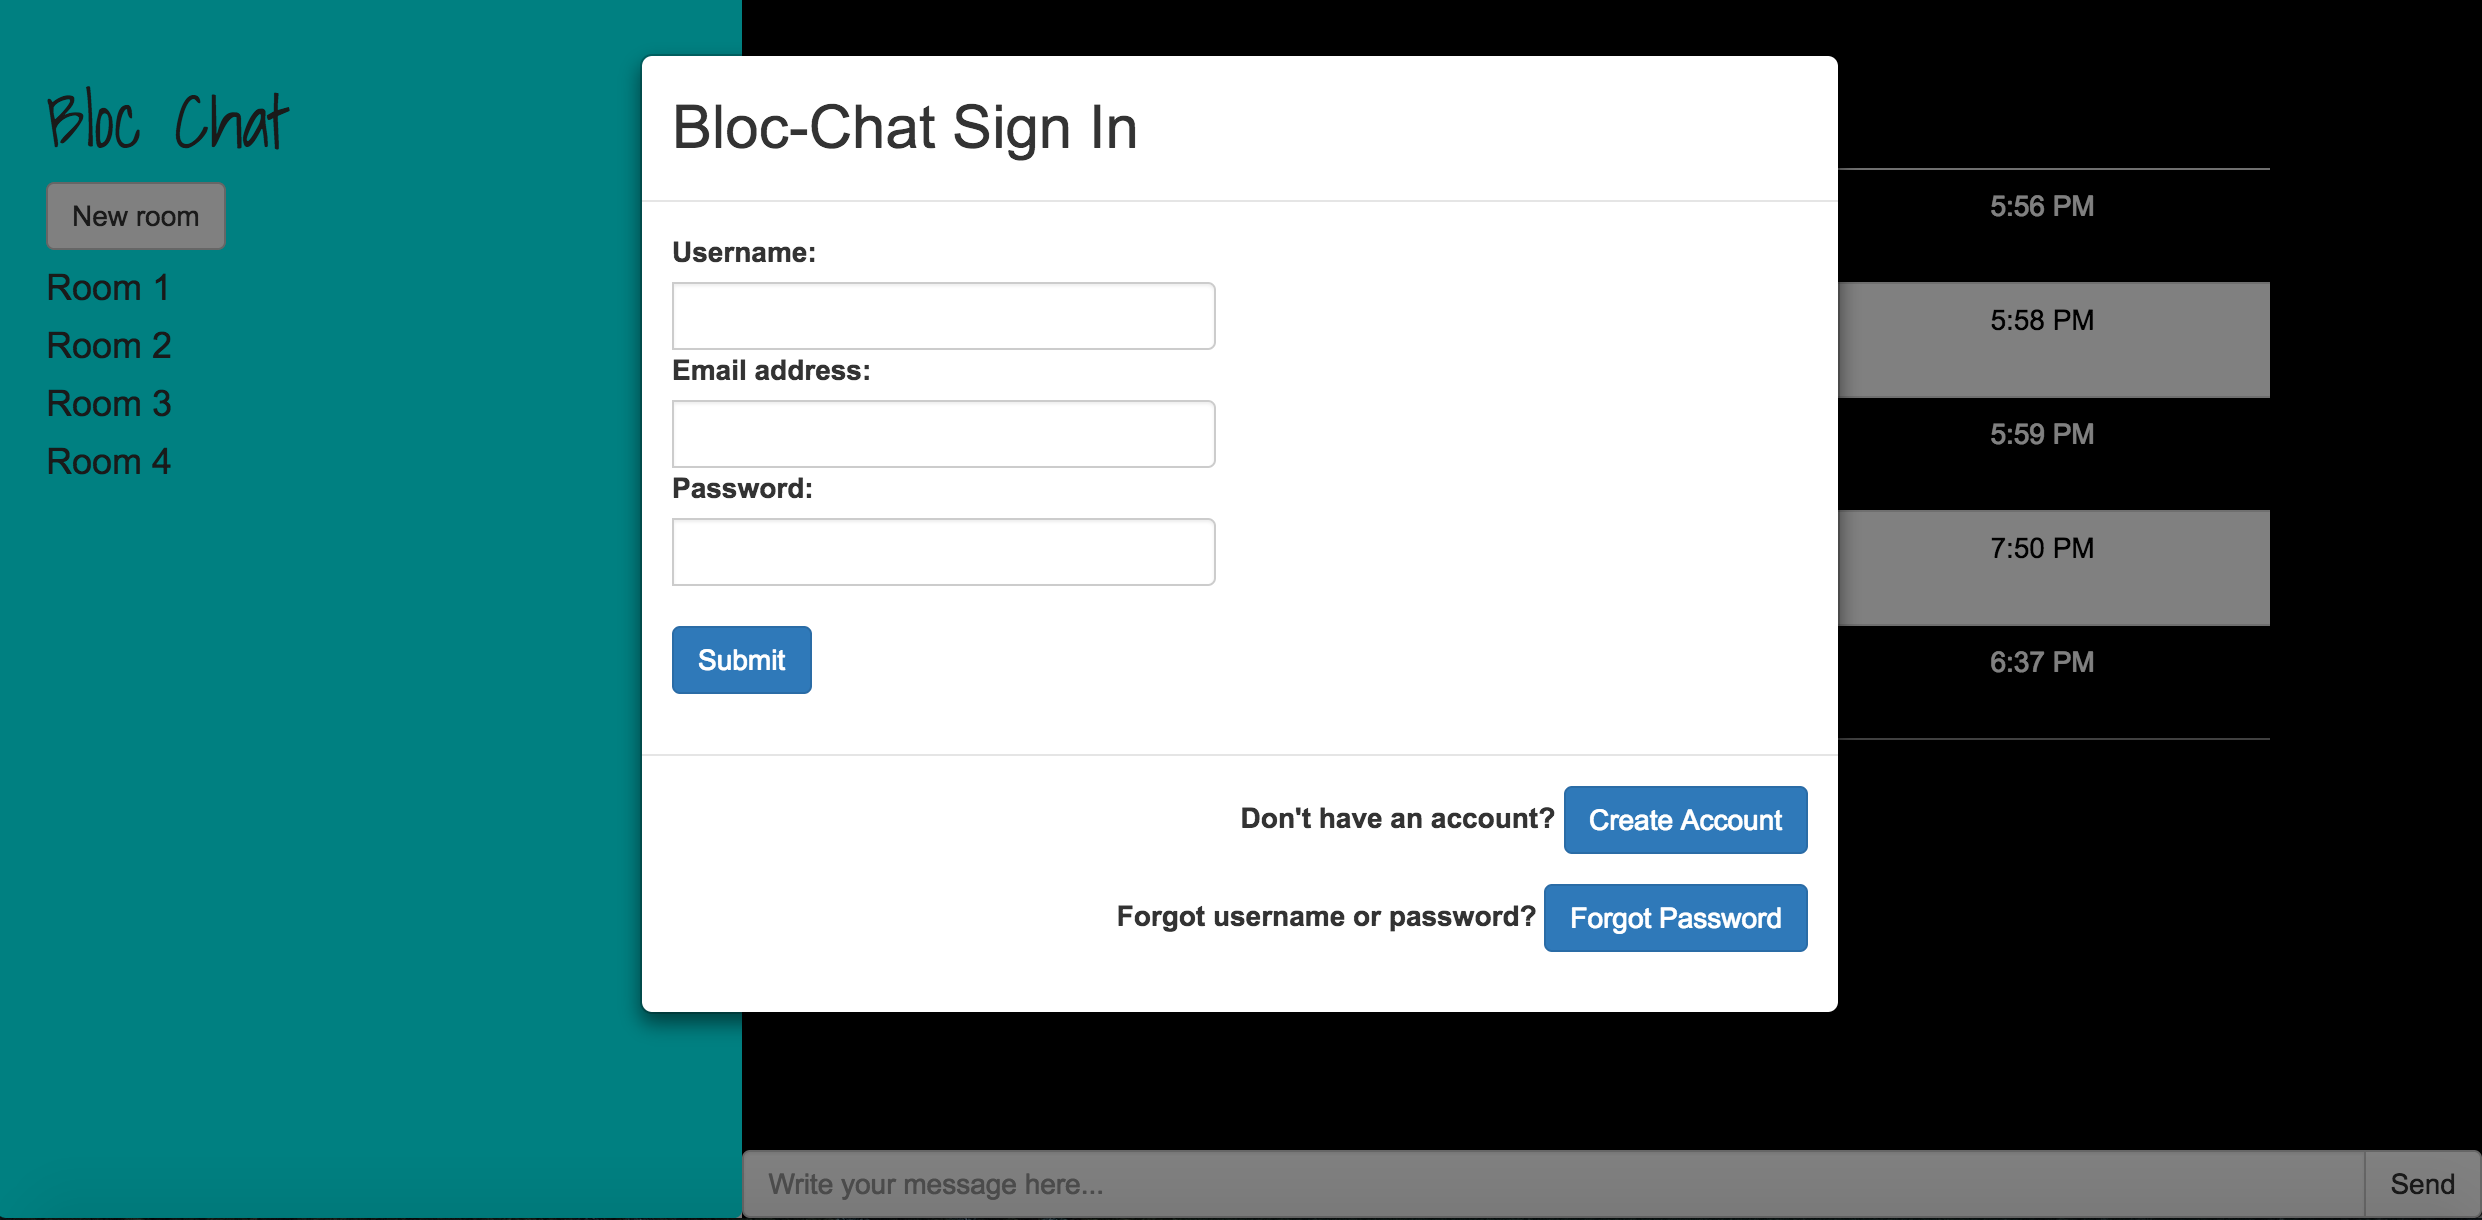 Bloc Chat
New room
Room 1
Room 2
Room 3
Room 4
Bloc-Chat Sign In
Username:
Email address:
Password:
Submit
Don't have an account? Create Account
Forgot username or password? Forgot Password
5:56 PM
5:58 PM
5:59 PM
7:50 PM
6:37 PM
Write your message here... Send